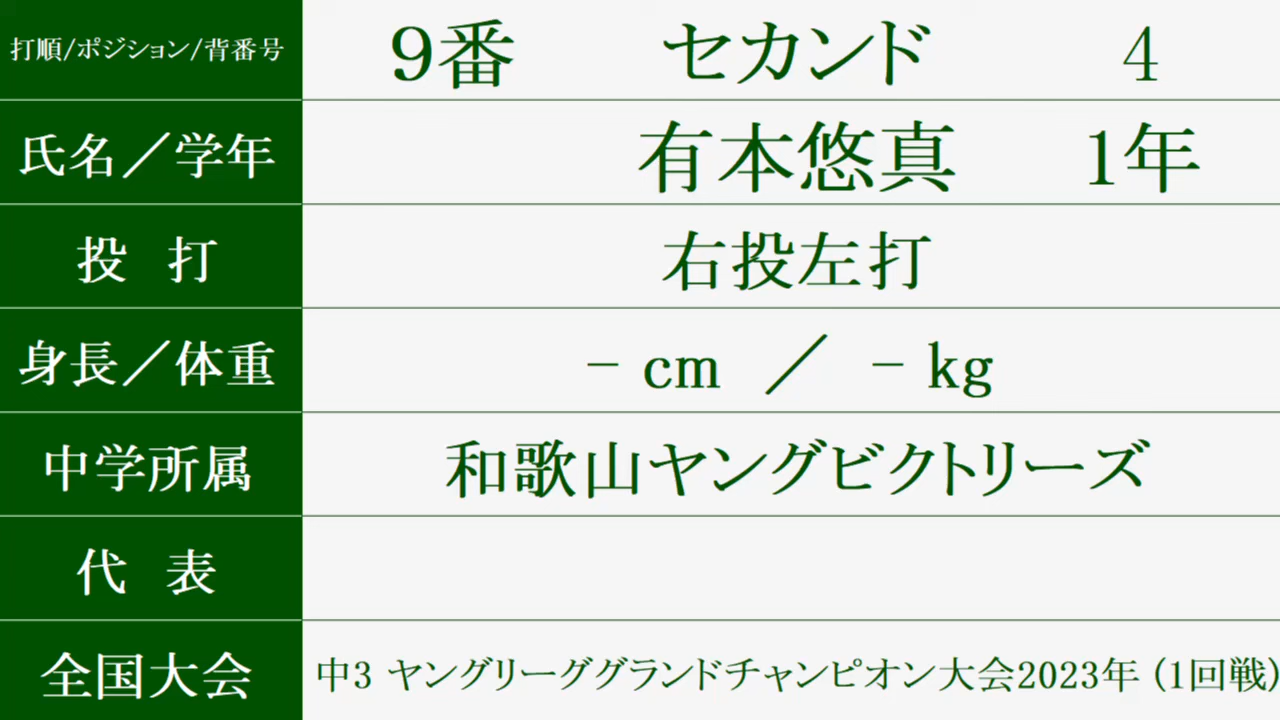 打順/ポジション/背番号 9番 セカンド 4
氏名／学年 有本悠真 1年
投 打 右投左打
身長／体重 － cm ／ － kg
中学所属 和歌山ヤングビクトリーズ
代 表
全国大会 中3 ヤングリーググランドチャンピオン大会2023年 (1回戦)